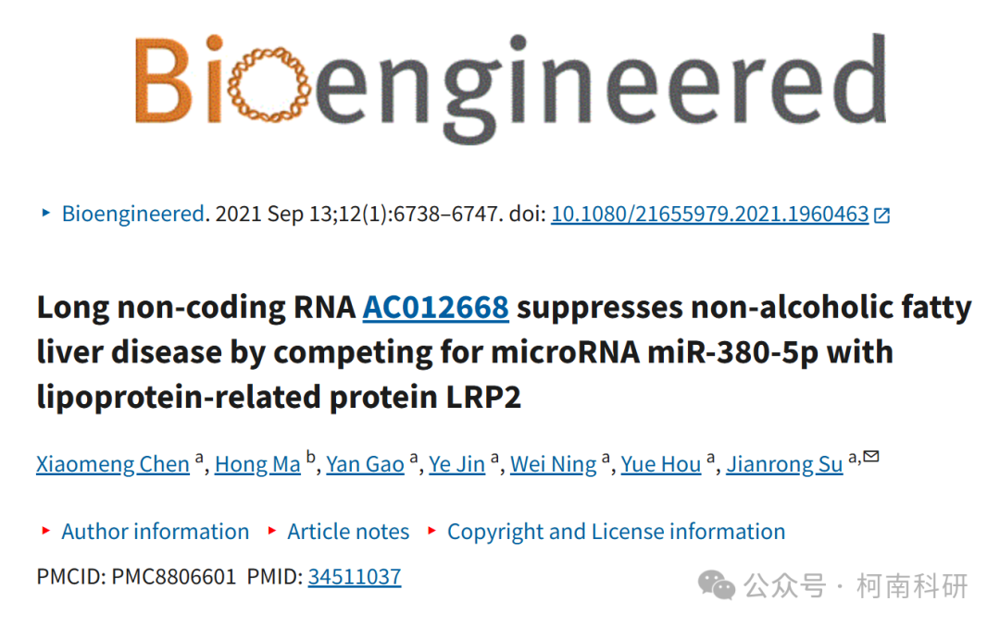 Bioengineered
Bioengineered. 2021 Sep 13;12(1):6738–6747. doi: 10.1080/21655979.2021.1960463
Long non-coding RNA AC012668 suppresses non-alcoholic fatty
liver disease by competing for microRNA miR-380-5p with
lipoprotein-related protein LRP2
Xiaomeng Chen a, Hong Ma b, Yan Gao a, Ye Jin a, Wei Ning a, Yue Hou a, Jianrong Su a,✉
Author information Article notes Copyright and License information
PMCID: PMC8806601 PMID: 34511037
公众号 · 柯南科研